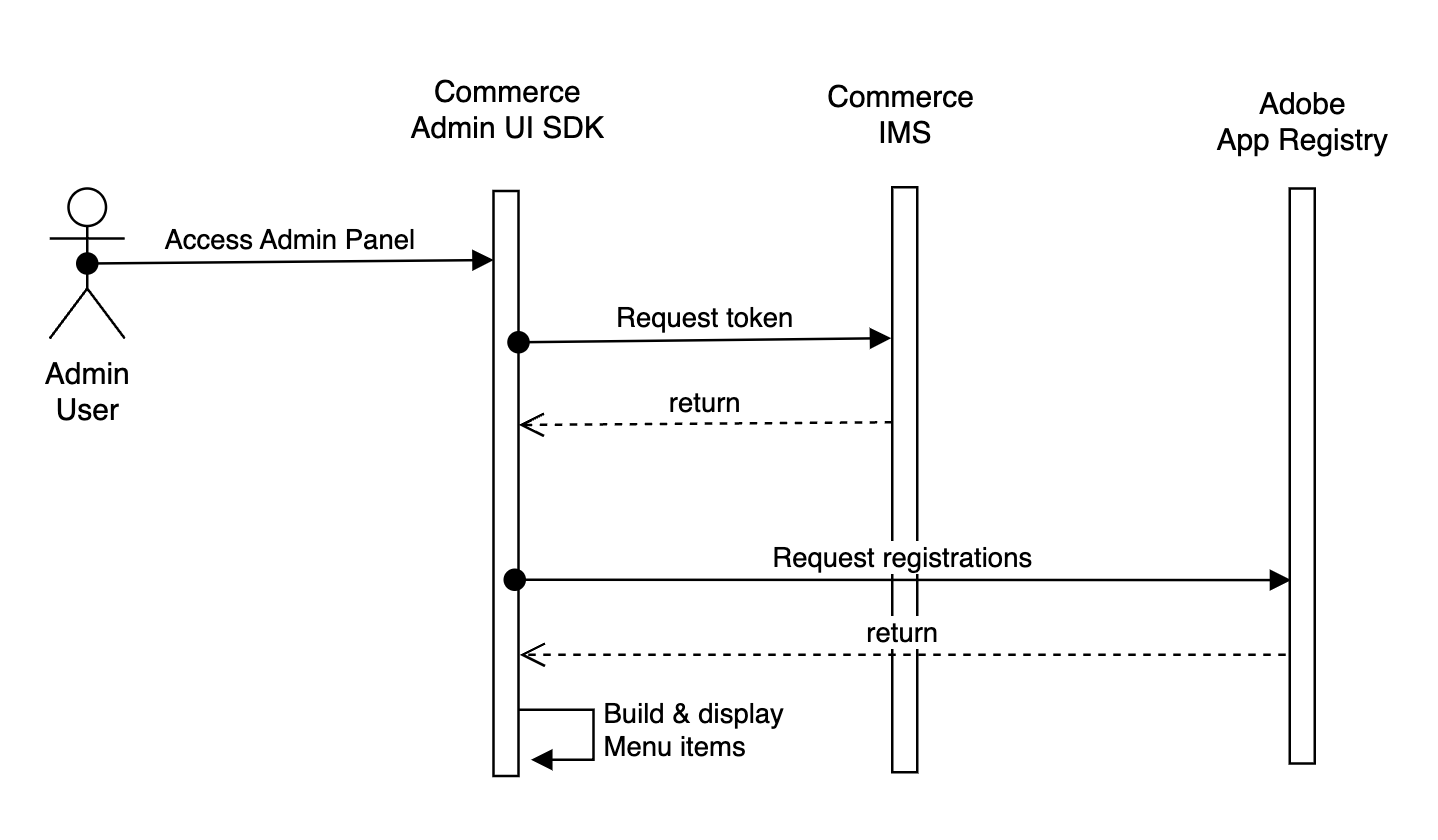 Commerce
Admin UI SDK
Commerce
IMS
Adobe
App Registry
Access Admin Panel
Request token
Admin
User
return
Request registrations
return
Build & display
Menu items